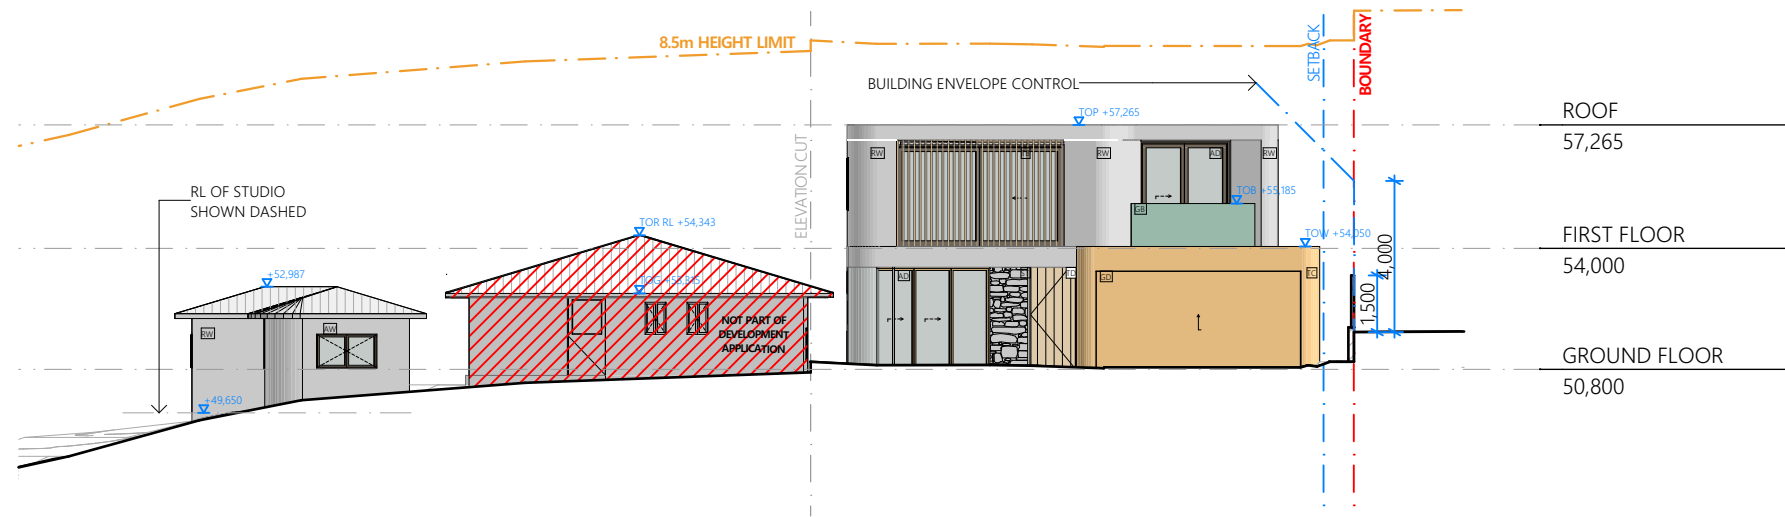 8.5m HEIGHT LIMIT
SETBACK
BOUNDARY
BUILDING ENVELOPE CONTROL
ROOF
57,265
TOP +57,265
ELEVATION CUT
RW
RW
AD
RW
RL OF STUDIO
SHOWN DASHED
TOB +55,185
GB
TOR RL +54,343
TOW +54,050
FIRST FLOOR
54,000
4,000
+52,987
AD
TD
GD
TC
1,500
RW
AW
NOT PART OF
DEVELOPMENT
APPLICATION
GROUND FLOOR
50,800
+49,650